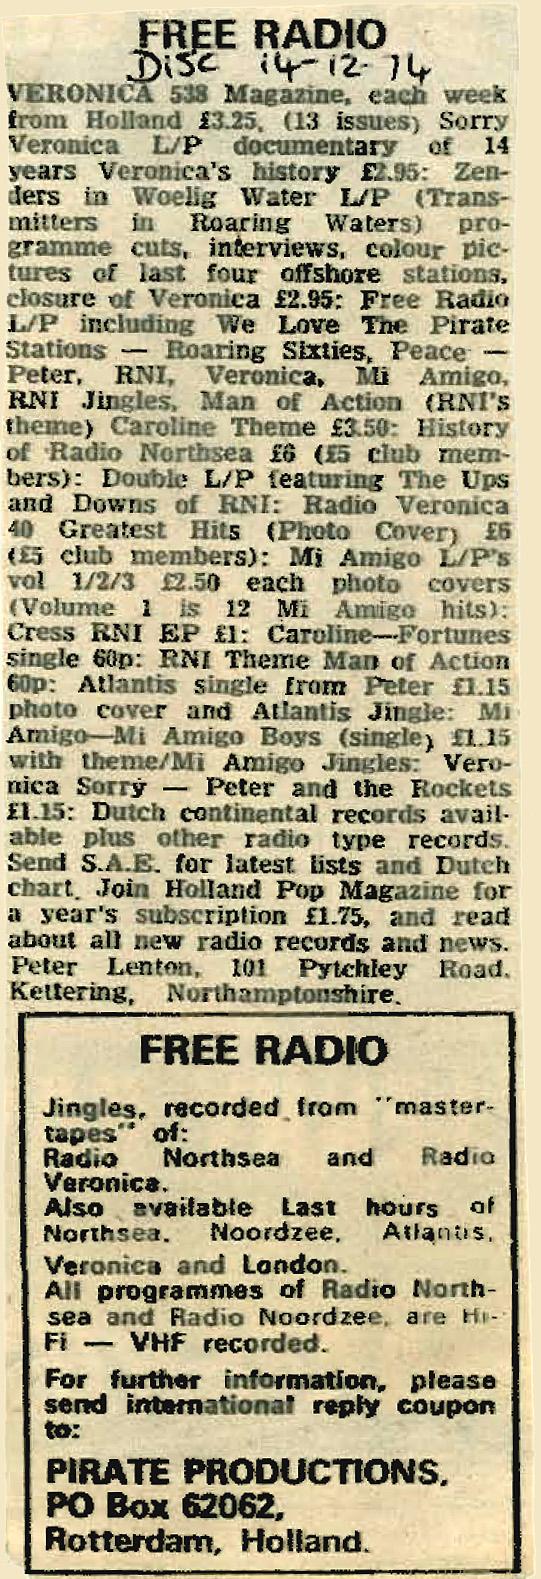 FREE RADIO
DISC 14-12-74
VERONICA 538 Magazine, each week
from Holland £3.25, (13 issues) Sorry
Veronica L/P documentary of 14
years Veronica's history £2.95: Zen-
ders in Woelig Water L/P (Trans-
mitters in Roaring Waters) pro-
gramme cuts, interviews, colour pic-
tures of last four offshore stations,
closure of Veronica £2.95: Free Radio
L/P including We Love The Pirate
Stations — Roaring Sixties, Peace —
Peter, RNI, Veronica, Mi Amigo,
RNI Jingles, Man of Action (RNI's
theme) Caroline Theme £3.50: History
of Radio Northsea £6 (£5 club mem-
bers): Double L/P featuring The Ups
and Downs of RNI: Radio Veronica
40 Greatest Hits (Photo Cover) £6
(£5 club members): Mi Amigo L/P's
vol 1/2/3 £2.50 each photo covers
(Volume 1 is 12 Mi Amigo hits):
Cress RNI EP £1: Caroline—Fortunes
single 60p: RNI Theme Man of Action
60p: Atlantis single from Peter £1.15
photo cover and Atlantis Jingle: Mi
Amigo—Mi Amigo Boys (single) £1.15
with theme/Mi Amigo Jingles: Vero-
nica Sorry — Peter and the Rockets
£1.15: Dutch continental records avail-
able plus other radio type records.
Send S.A.E. for latest lists and Dutch
chart. Join Holland Pop Magazine for
a year's subscription £1.75, and read
about all new radio records and news.
Peter Lenton, 101 Pytchley Road,
Kettering, Northamptonshire.
FREE RADIO
Jingles, recorded from "master-
tapes" of:
Radio Northsea and Radio
Veronica.
Also available Last hours of
Northsea, Noordzee, Atlantis,
Veronica and London.
All programmes of Radio North-
sea and Radio Noordzee, are Hi-
Fi — VHF recorded.
For further information, please
send international reply coupon
to:
PIRATE PRODUCTIONS,
PO Box 62062,
Rotterdam, Holland.